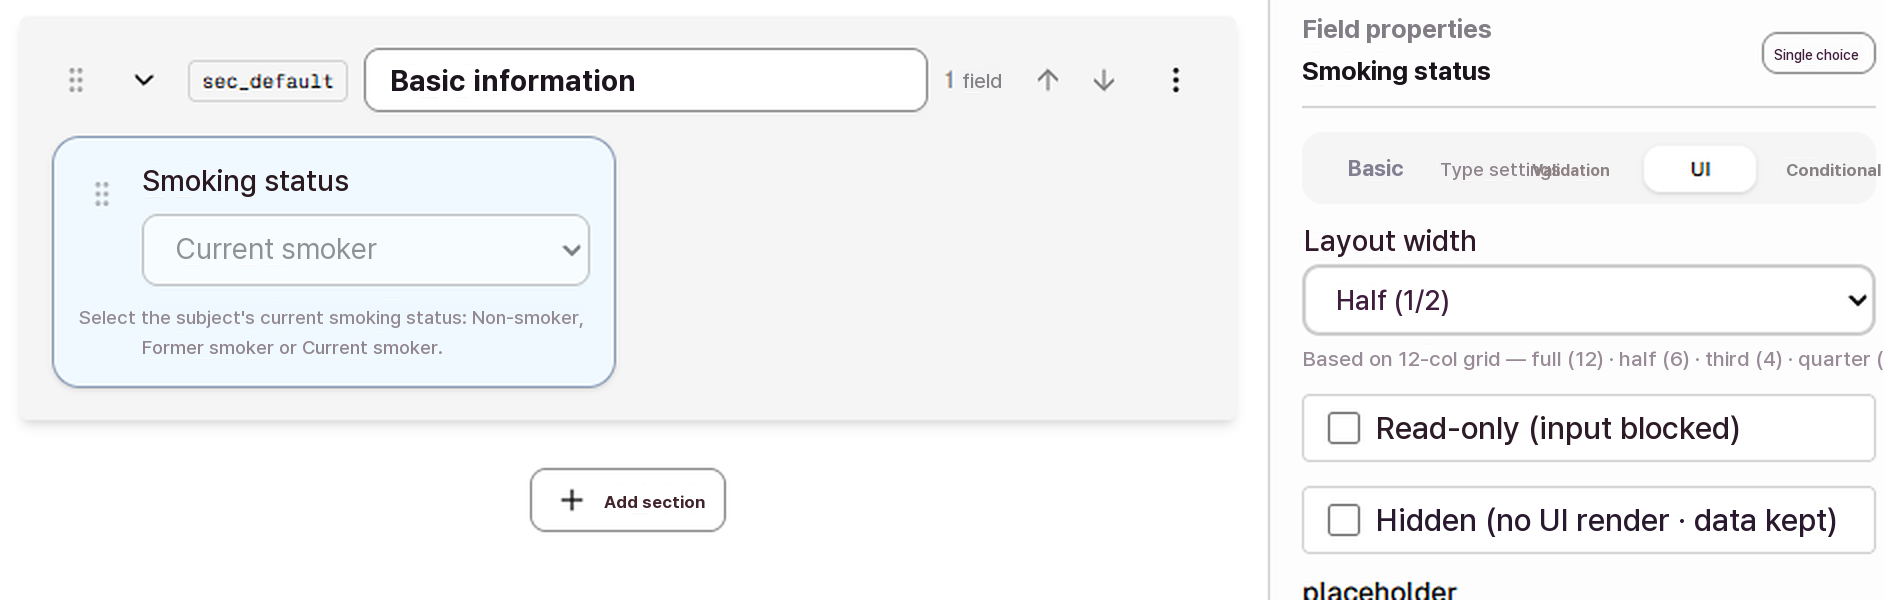 sec_default
Basic information
1 field
Smoking status
Current smoker
Select the subject's current smoking status: Non-smoker,
Former smoker or Current smoker.
Add section
Field properties
Smoking status
Single choice
Basic
Type settings
Validation
UI
Conditional
Layout width
Half (1/2)
Based on 12-col grid — full (12) · half (6) · third (4) · quarter (
Read-only (input blocked)
Hidden (no UI render · data kept)
placeholder